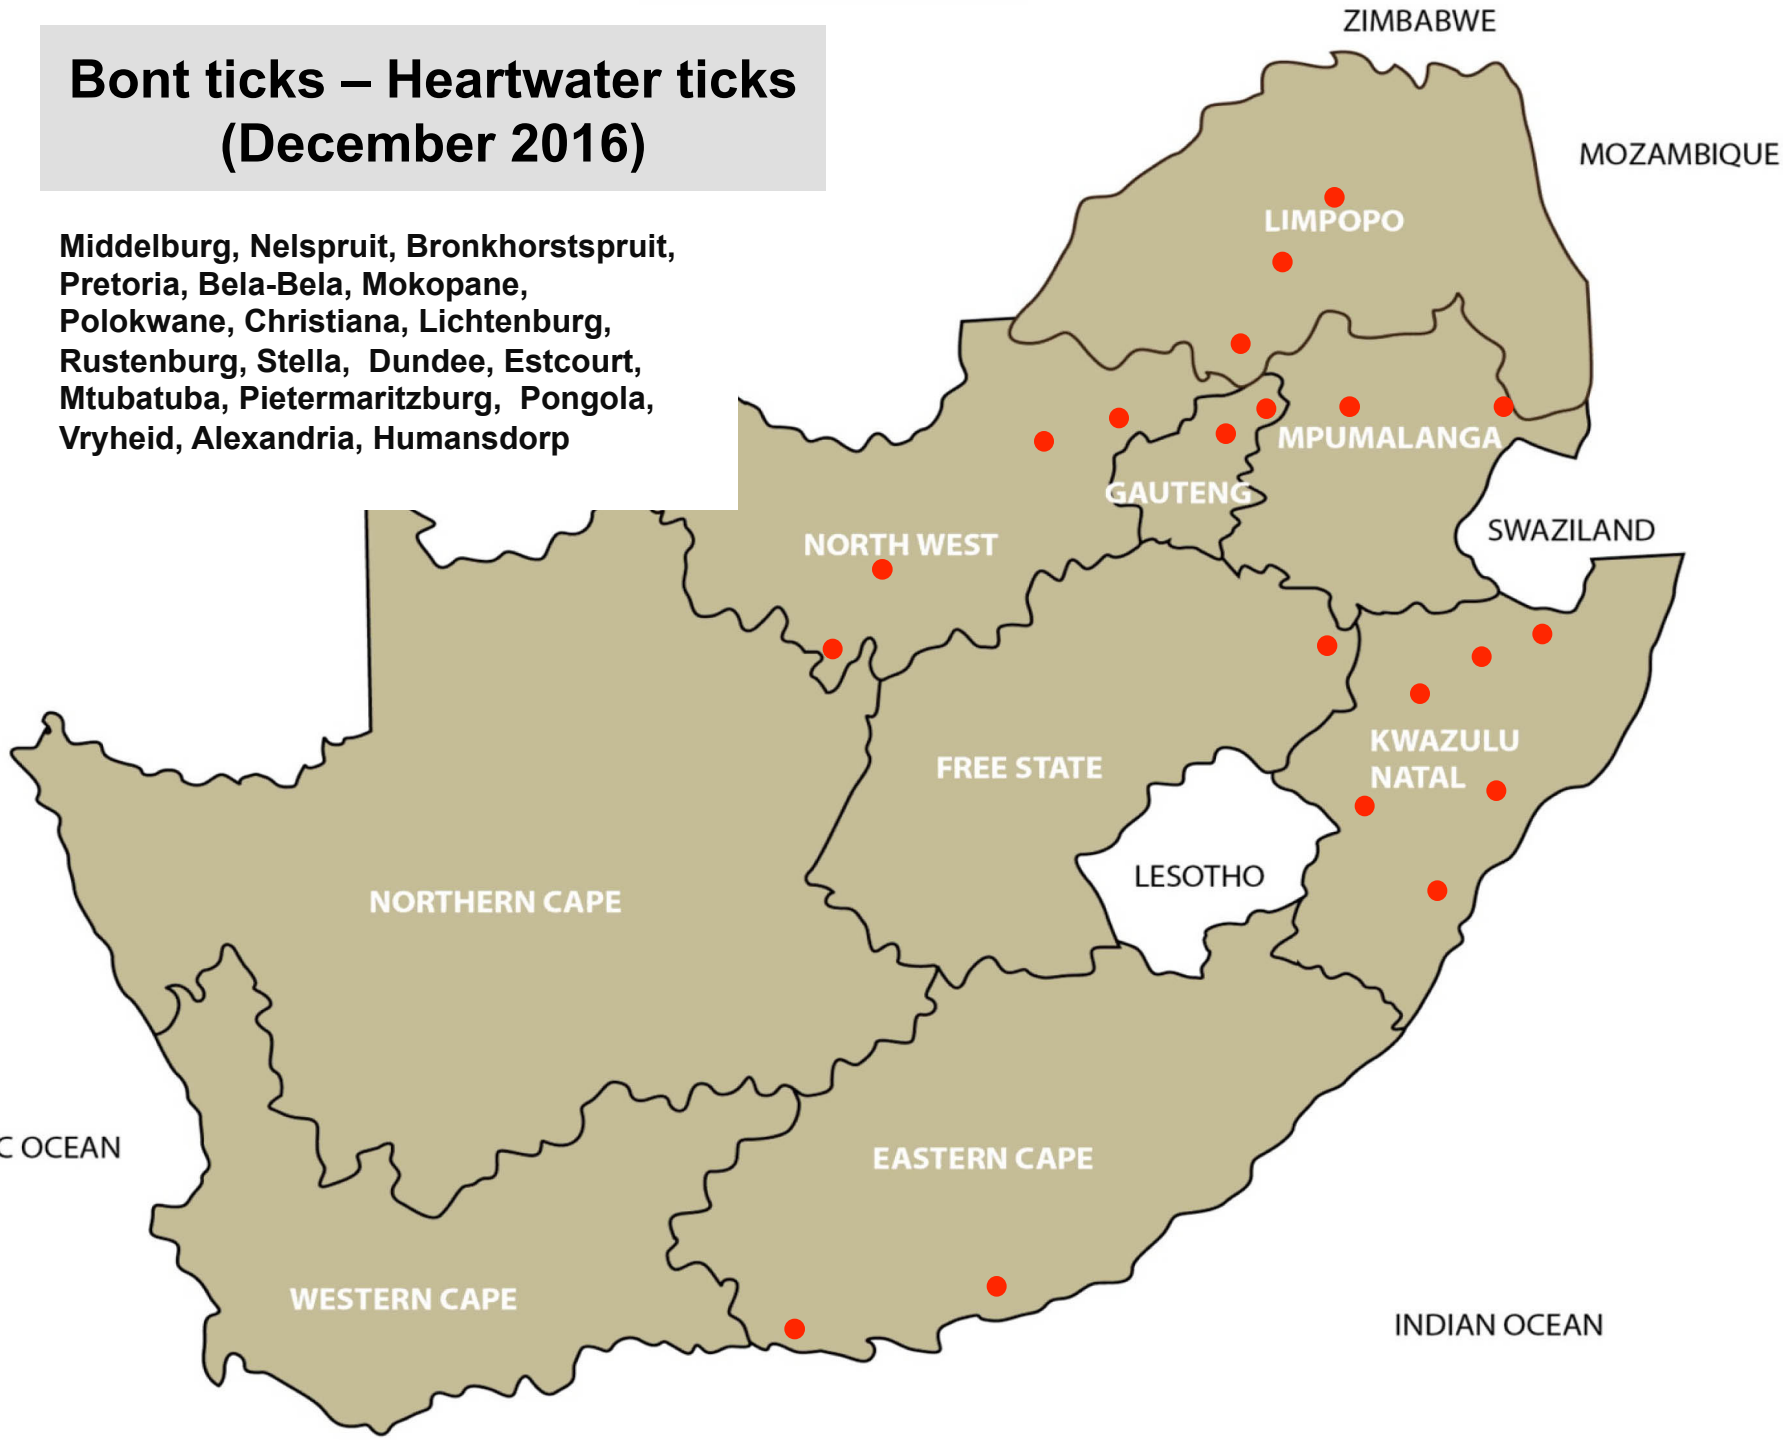 Bont ticks – Heartwater ticks
(December 2016)
Middelburg, Nelspruit, Bronkhorstspruit,
Pretoria, Bela-Bela, Mokopane,
Polokwane, Christiana, Lichtenburg,
Rustenburg, Stella,  Dundee, Estcourt,
Mtubatuba, Pietermaritzburg,  Pongola,
Vryheid, Alexandria, Humansdorp
ZIMBABWE
MOZAMBIQUE
LIMPOPO
MPUMALANGA
GAUTENG
NORTH WEST
SWAZILAND
KWAZULU
NATAL
FREE STATE
LESOTHO
NORTHERN CAPE
C OCEAN
EASTERN CAPE
WESTERN CAPE
INDIAN OCEAN